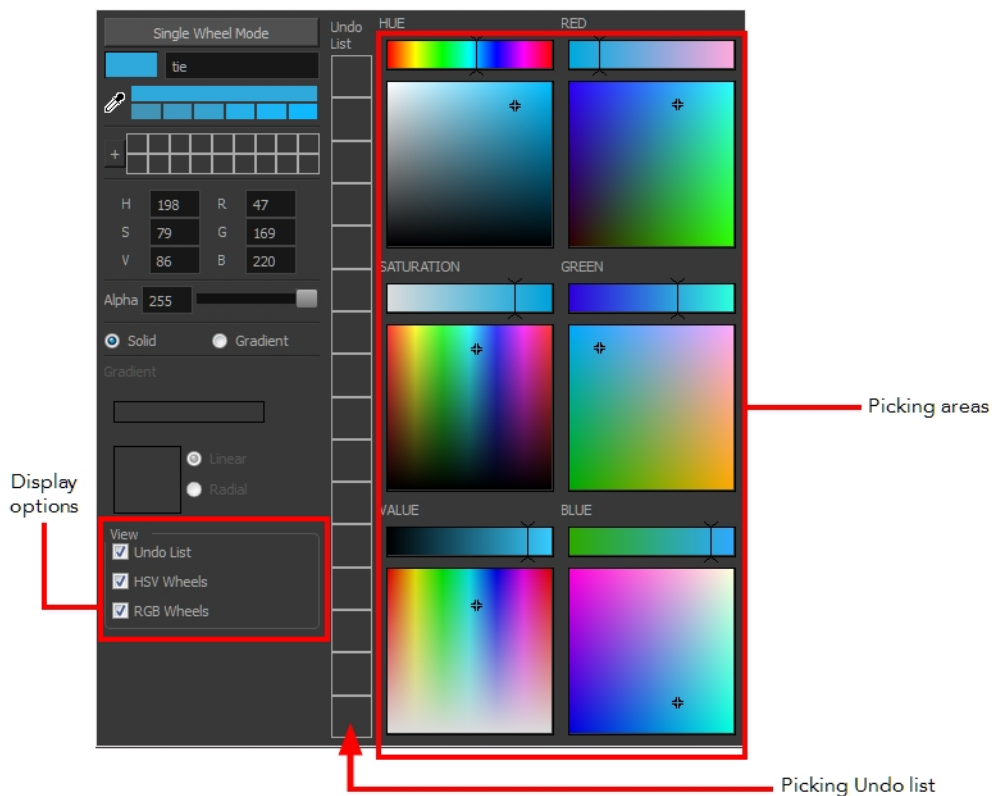 Single Wheel Mode
Undo
List
HUE
RED
tie
+
H 198 R 47
S 79 G 169
V 86 B 220
SATURATION
GREEN
Alpha 255
Solid
Gradient
Gradient
Picking areas
Linear
Radial
Display
options
VALUE
BLUE
View
Undo List
HSV Wheels
RGB Wheels
Picking Undo list